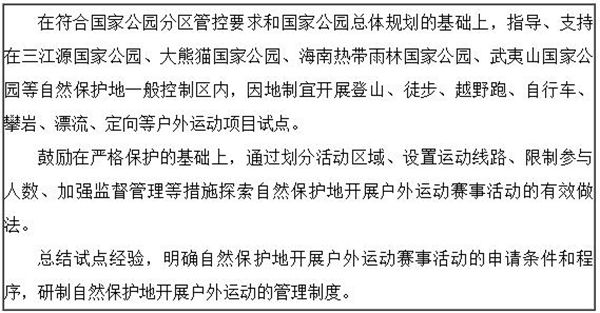 在符合国家公园分区管控要求和国家公园总体规划的基础上，指导、支持
在三江源国家公园、大熊猫国家公园、海南热带雨林国家公园、武夷山国家公
园等自然保护地一般控制区内，因地制宜开展登山、徒步、越野跑、自行车、
攀岩、漂流、定向等户外运动项目试点。
鼓励在严格保护的基础上，通过划分活动区域、设置运动线路、限制参与
人数、加强监督管理等措施探索自然保护地开展户外运动赛事活动的有效做
法。
总结试点经验，明确自然保护地开展户外运动赛事活动的申请条件和程
序，研制自然保护地开展户外运动的管理制度。